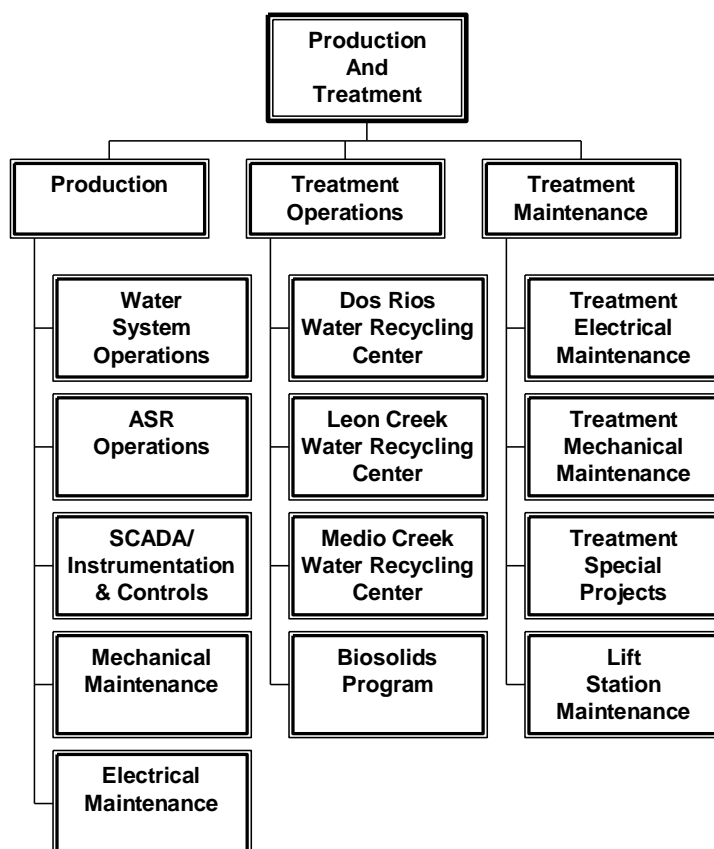 Production
And
Treatment
Production
Treatment
Operations
Treatment
Maintenance
Water
System
Operations
ASR
Operations
SCADA/
Instrumentation
& Controls
Mechanical
Maintenance
Electrical
Maintenance
Dos Rios
Water Recycling
Center
Leon Creek
Water Recycling
Center
Medio Creek
Water Recycling
Center
Biosolids
Program
Treatment
Electrical
Maintenance
Treatment
Mechanical
Maintenance
Treatment
Special
Projects
Lift
Station
Maintenance